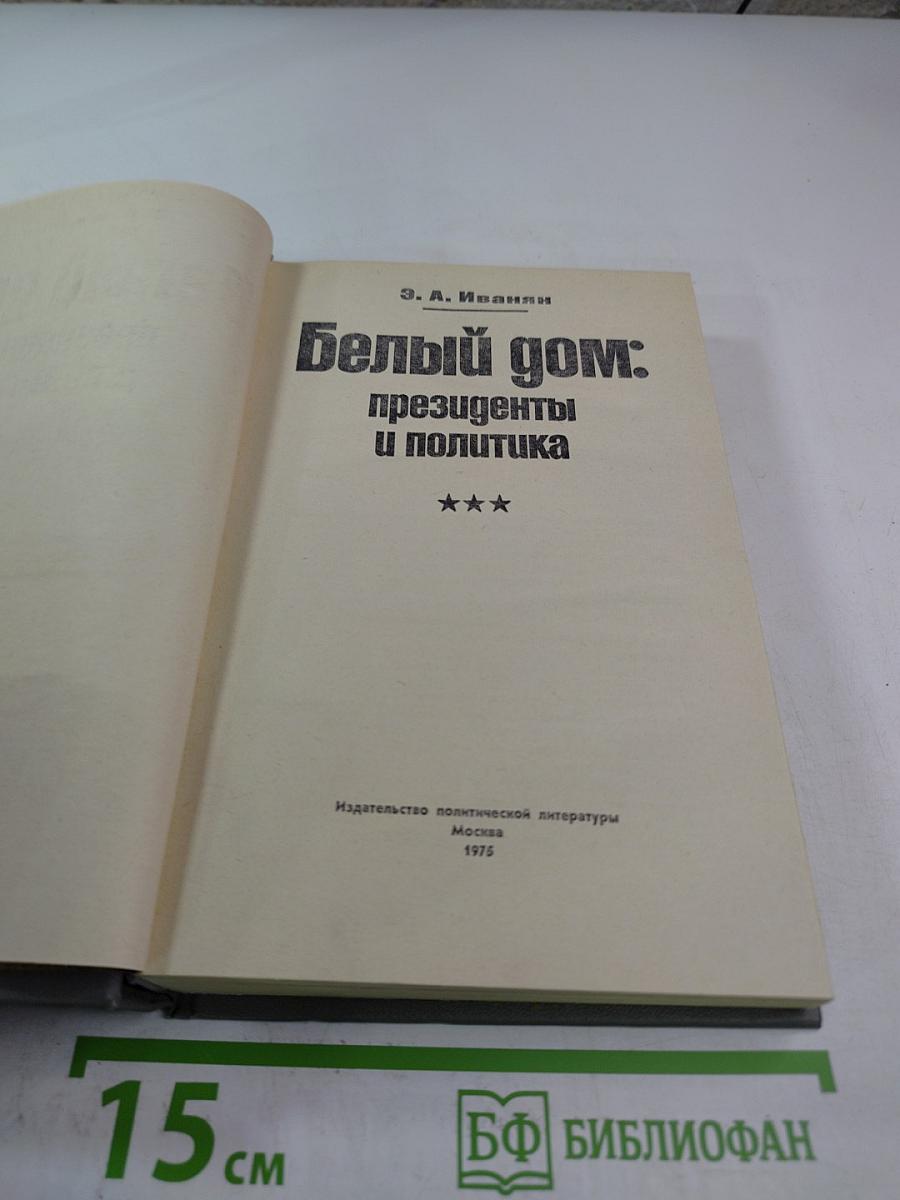 Э. А. Иванян
Белый дом:
президенты
и политика
★★★
Издательство политической литературы
Москва
1975
15 см
БФ БИБЛИОФАН